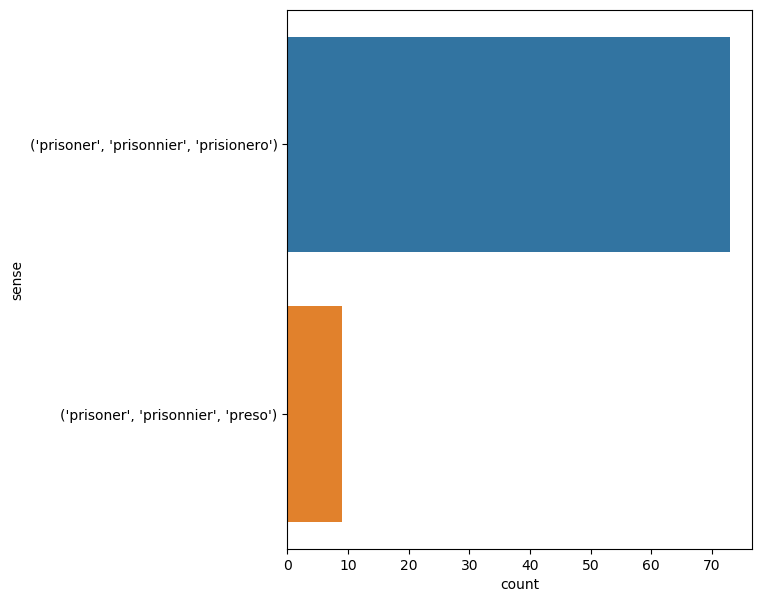 ('prisoner', 'prisonnier', 'prisionero')
('prisoner', 'prisonnier', 'preso')
sense
0 10 20 30 40 50 60 70
count